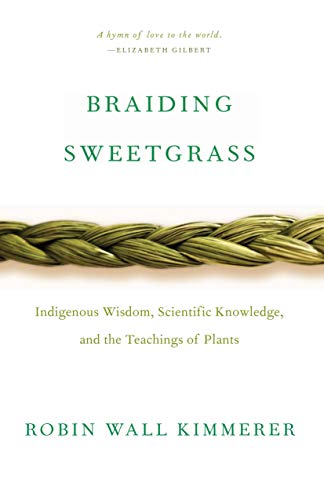 A hymn of love to the world.
—ELIZABETH GILBERT
BRAIDING
SWEETGRASS
Indigenous Wisdom, Scientific Knowledge,
and the Teachings of Plants
ROBIN WALL KIMMERER